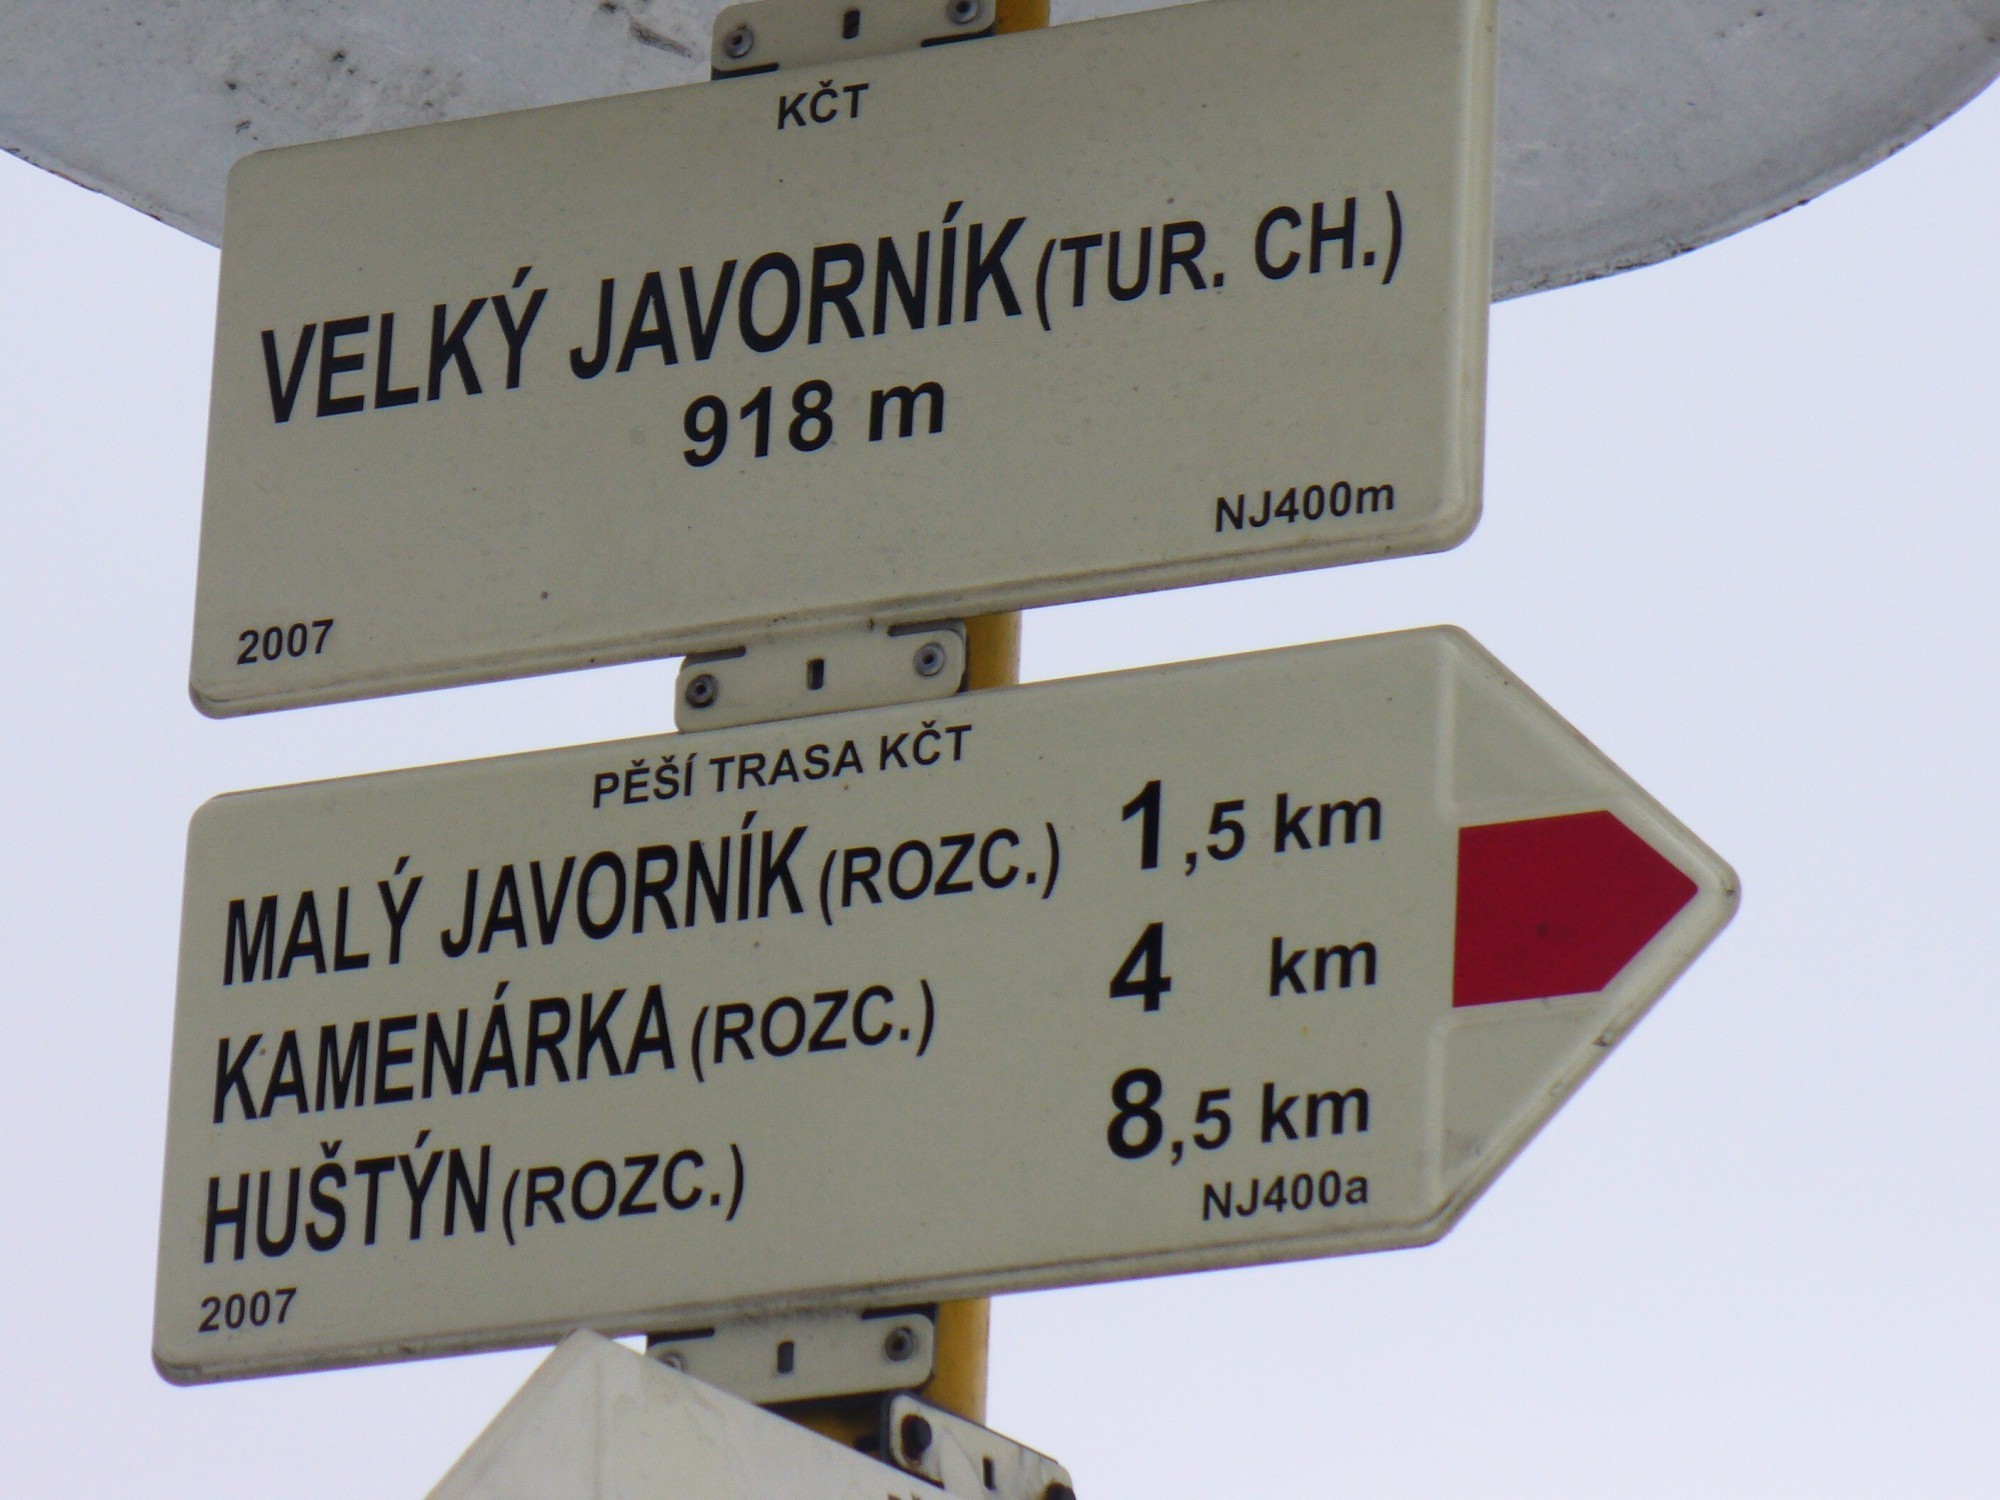 KČT
VELKÝ JAVORNÍK (TUR. CH.)
918 m
NJ400m
2007
PĚŠÍ TRASA KČT
MALÝ JAVORNÍK (ROZC.) 1,5 km
KAMENÁRKA (ROZC.) 4 km
HUŠTÝN (ROZC.) 8,5 km
NJ400a
2007